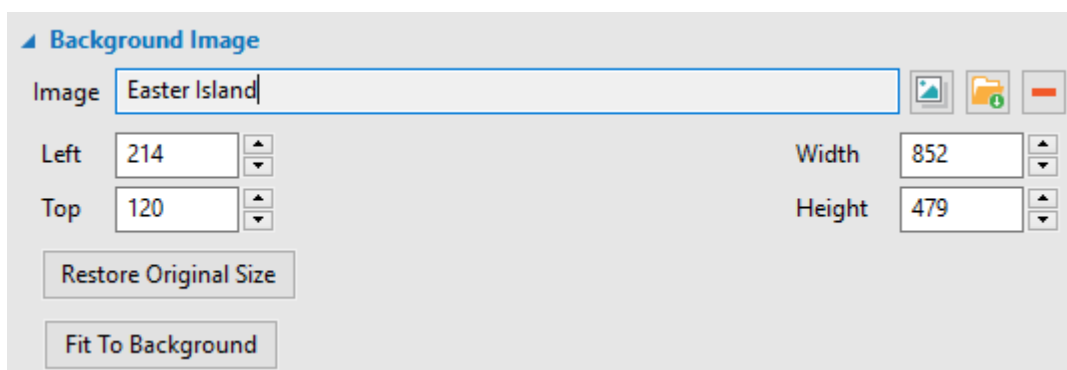 Background Image
Image Easter Island
Left 214 Width 852
Top 120 Height 479
Restore Original Size
Fit To Background